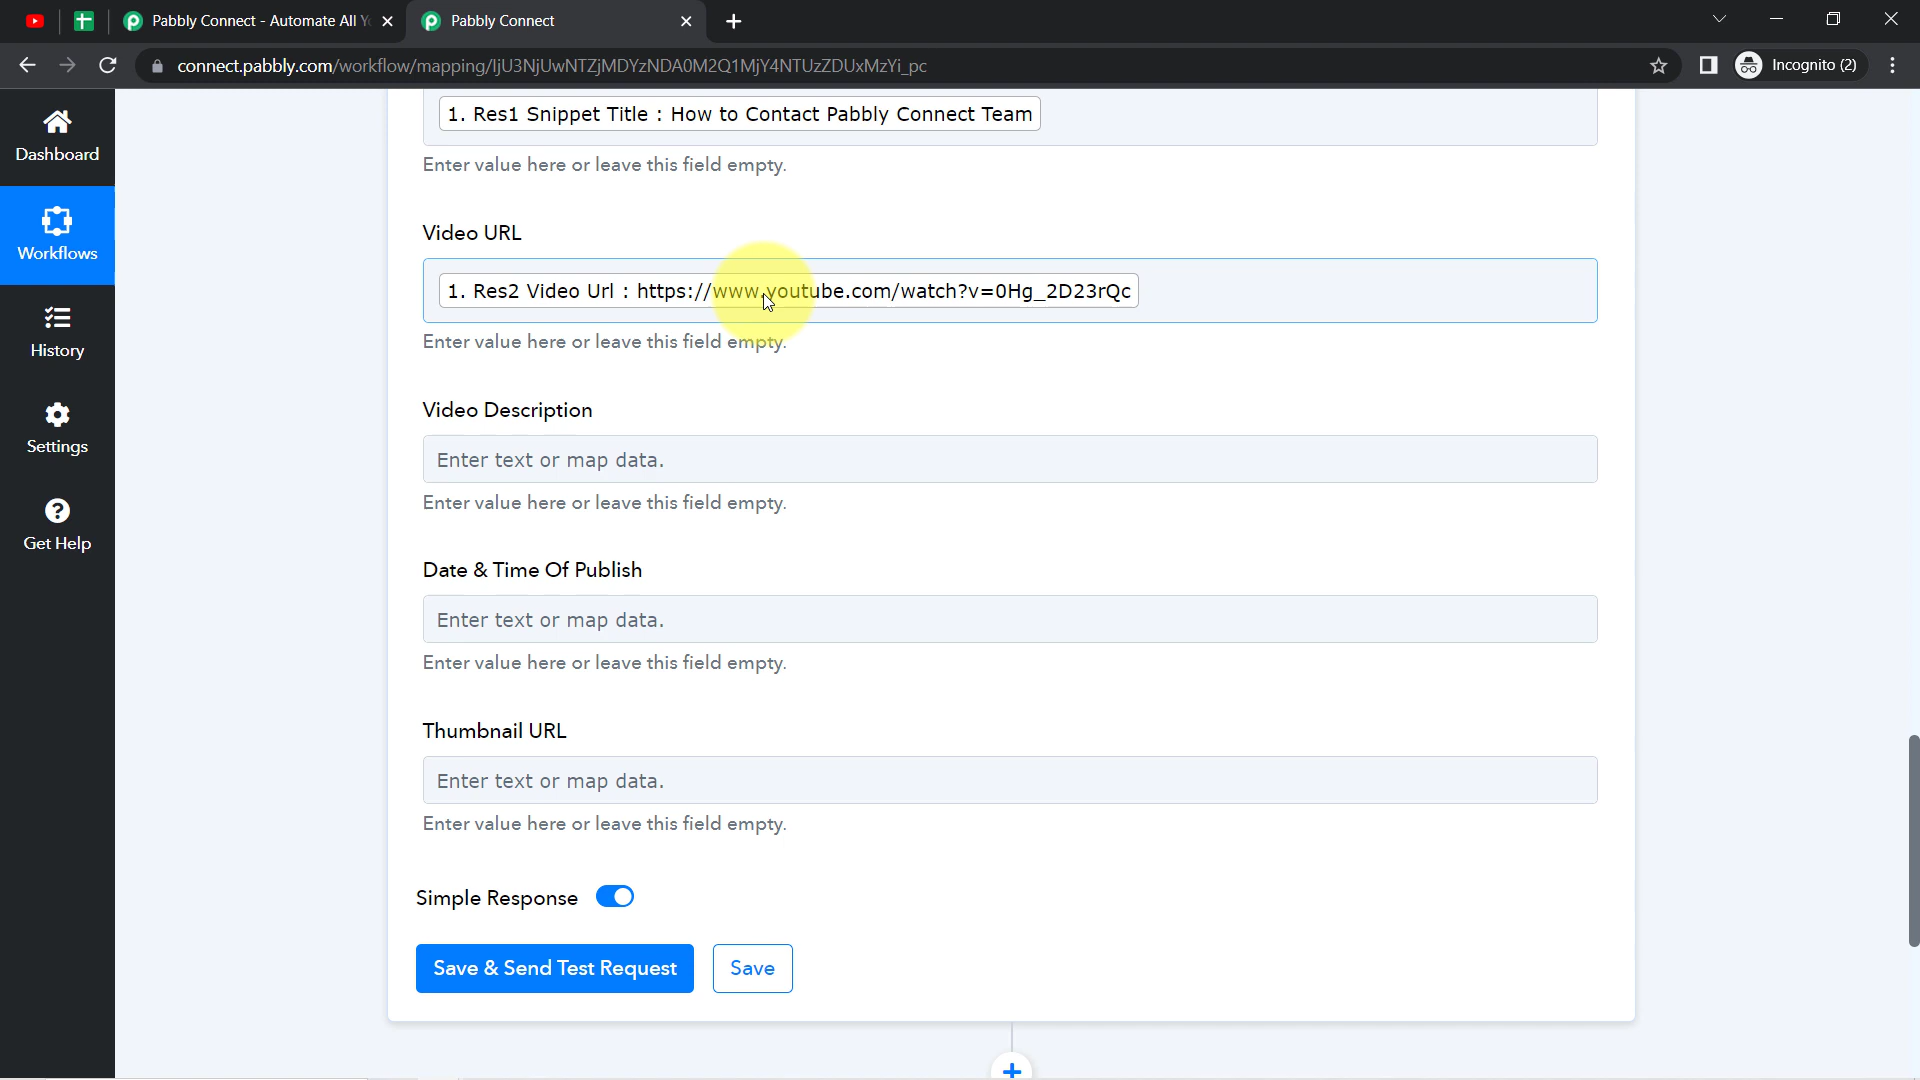 Pabbly Connect - Automate All Y
Pabbly Connect
connect.pabbly.com/workflow/mapping/IjU3NjUwNTZjMDYzNDA0M2Q1MjY4NTUzZDUxMzYi_pc
Incognito (2)
Dashboard
Workflows
History
Settings
Get Help
1. Res1 Snippet Title : How to Contact Pabbly Connect Team
Enter value here or leave this field empty.
Video URL
1. Res2 Video Url : https://www.youtube.com/watch?v=0Hg_2D23rQc
Enter value here or leave this field empty.
Video Description
Enter text or map data.
Enter value here or leave this field empty.
Date & Time Of Publish
Enter text or map data.
Enter value here or leave this field empty.
Thumbnail URL
Enter text or map data.
Enter value here or leave this field empty.
Simple Response
Save & Send Test Request
Save